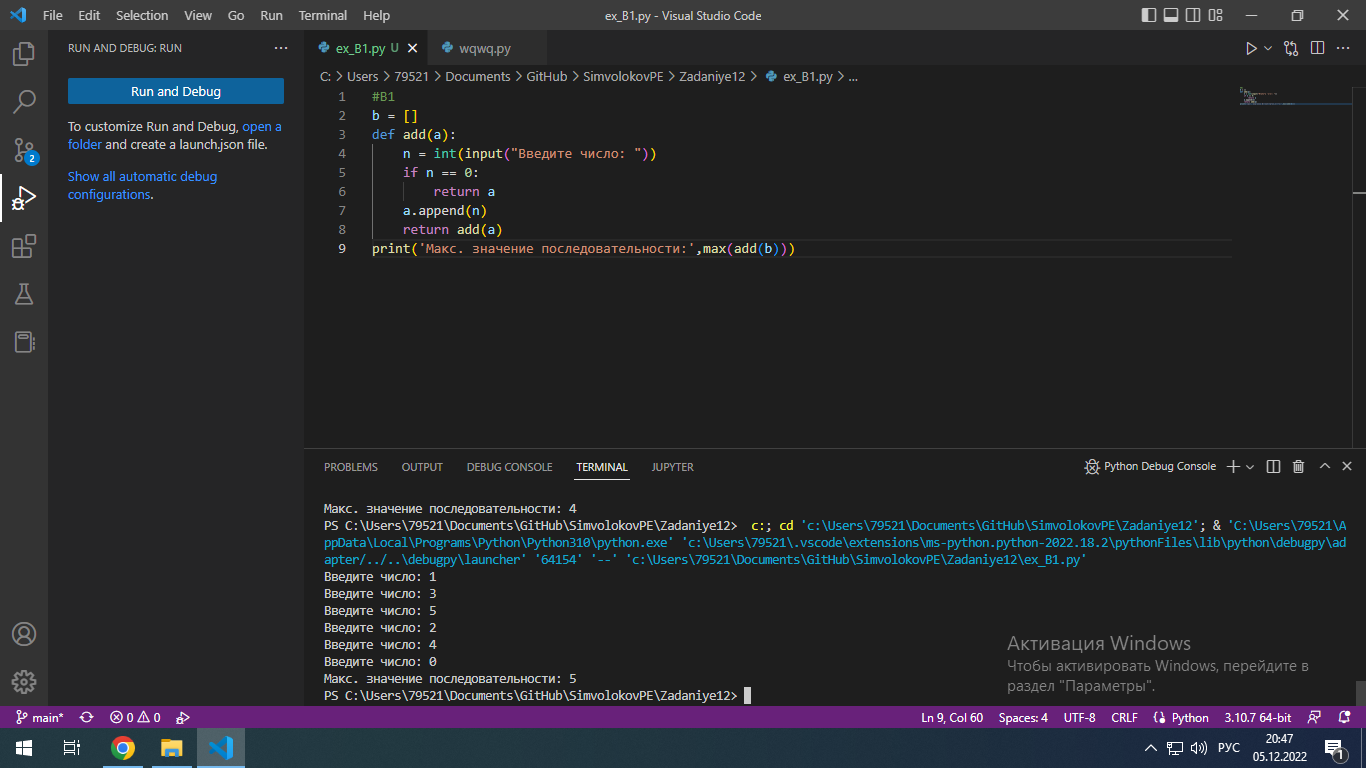 File Edit Selection View Go Run Terminal Help ex_B1.py - Visual Studio Code
RUN AND DEBUG: RUN ···
ex_B1.py U wqwq.py
Run and Debug
To customize Run and Debug, open a
folder and create a launch.json file.
Show all automatic debug
configurations.
C: > Users > 79521 > Documents > GitHub > SimvolokovPE > Zadaniye12 > ex_B1.py > ...
1 #B1
2 b = []
3 def add(a):
4     n = int(input("Введите число: "))
5     if n == 0:
6         return a
7     a.append(n)
8     return add(a)
9 print('Макс. значение последовательности:',max(add(b)))
PROBLEMS OUTPUT DEBUG CONSOLE TERMINAL JUPYTER Python Debug Console
Макс. значение последовательности: 4
PS C:\Users\79521\Documents\GitHub\SimvolokovPE\Zadaniye12>  c:; cd 'c:\Users\79521\Documents\GitHub\SimvolokovPE\Zadaniye12'; & 'C:\Users\79521\A
ppData\Local\Programs\Python\Python310\python.exe' 'c:\Users\79521\.vscode\extensions\ms-python.python-2022.18.2\pythonFiles\lib\python\debugpy\ad
apter/../..\debugpy\launcher' '64154' '--' 'c:\Users\79521\Documents\GitHub\SimvolokovPE\Zadaniye12\ex_B1.py'
Введите число: 1
Введите число: 3
Введите число: 5
Введите число: 2
Введите число: 4
Введите число: 0
Макс. значение последовательности: 5
PS C:\Users\79521\Documents\GitHub\SimvolokovPE\Zadaniye12>
Активация Windows
Чтобы активировать Windows, перейдите в
раздел "Параметры".
2
main* 0 0 Ln 9, Col 60 Spaces: 4 UTF-8 CRLF Python 3.10.7 64-bit
РУС 20:47
05.12.2022
1